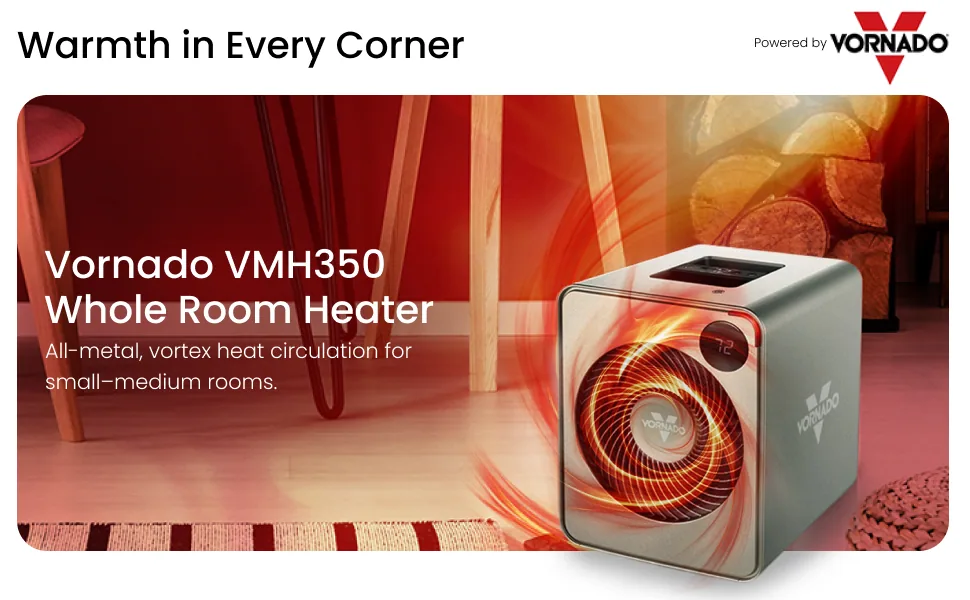 Warmth in Every Corner
Powered by VORNADO
Vornado VMH350
Whole Room Heater
All-metal, vortex heat circulation for
small–medium rooms.
72
VORNADO
VORNADO